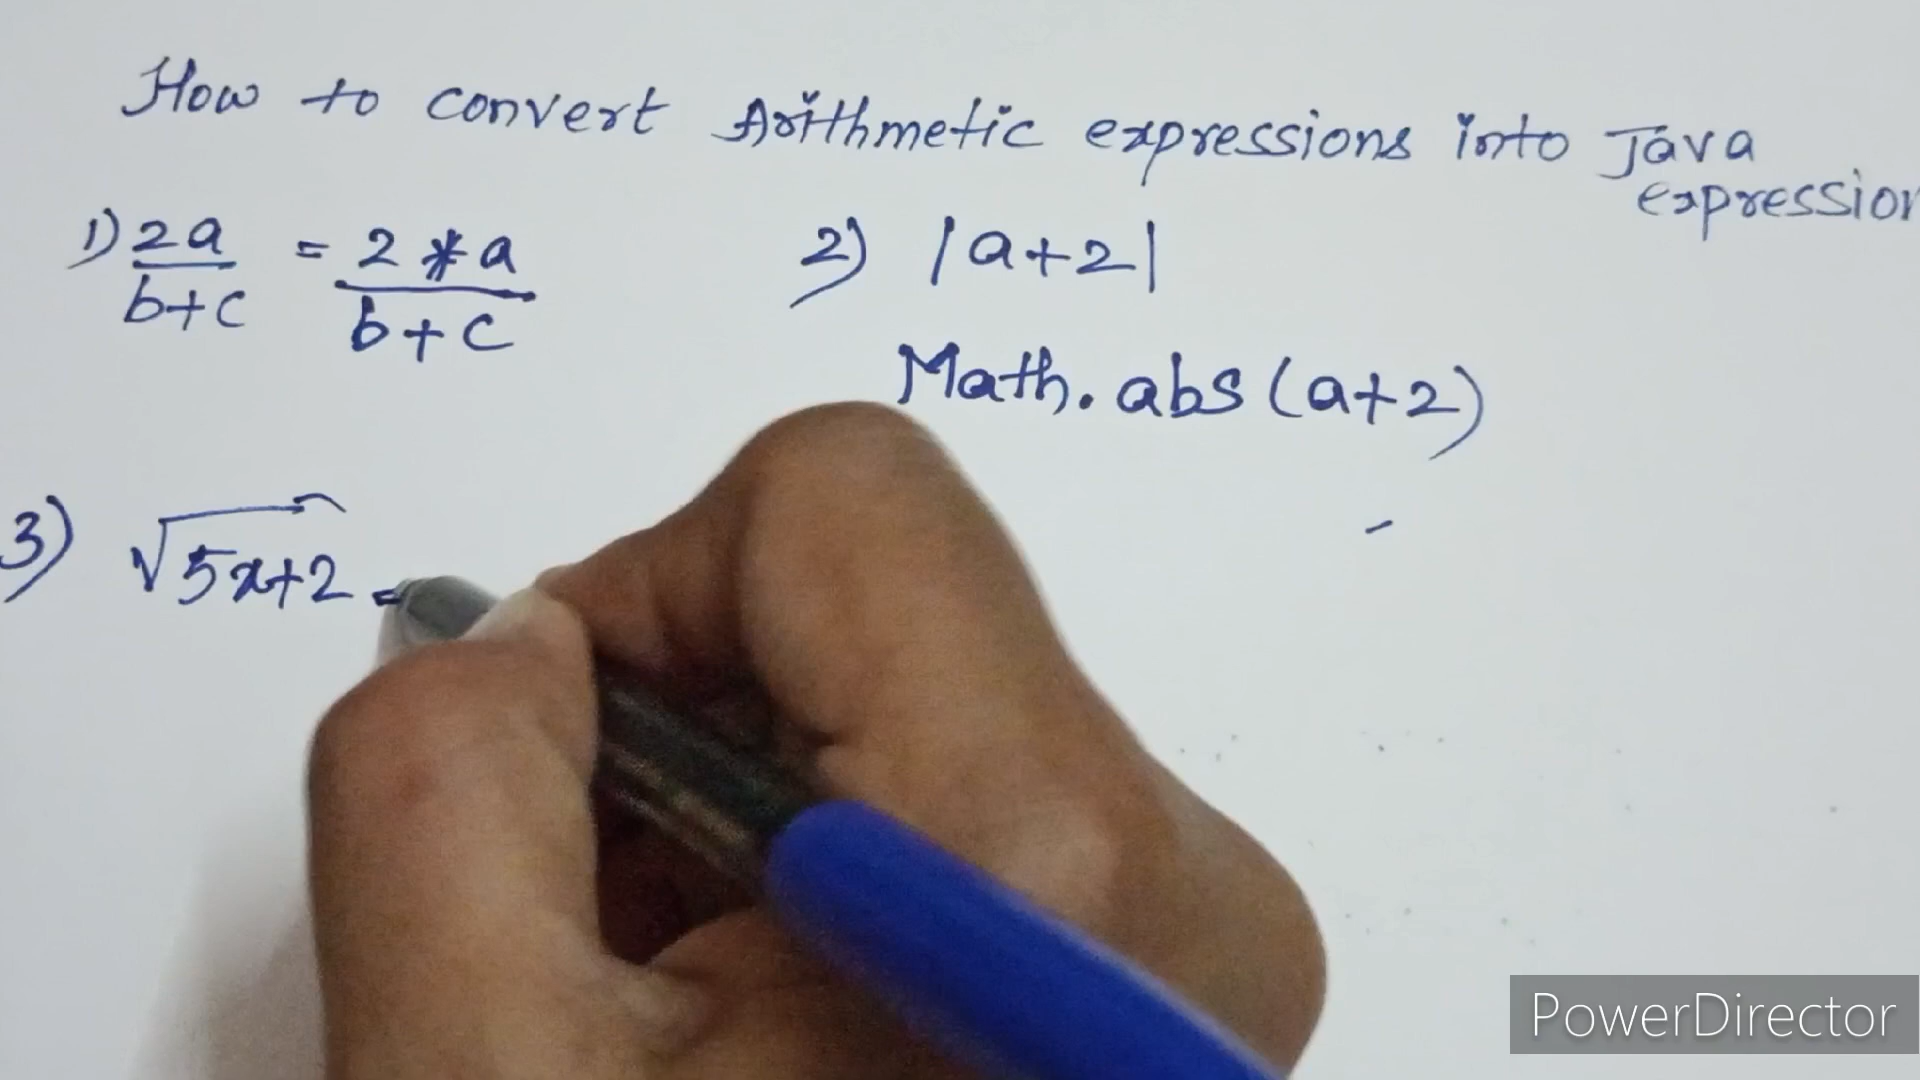 How to convert Arithmetic expressions into Java
expression
1) 2a / b+c = 2 * a / b+c
2) |a+2|
Math.abs(a+2)
3) √5x+2 =
PowerDirector